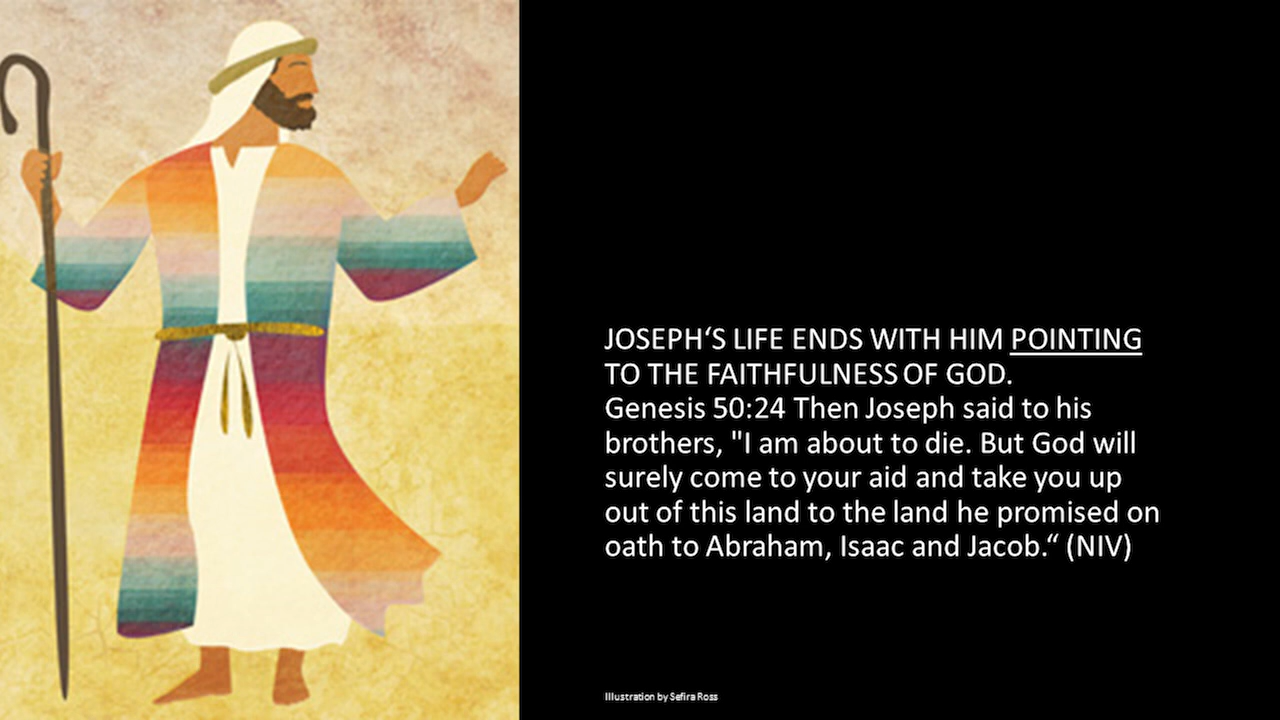 JOSEPH‘S LIFE ENDS WITH HIM POINTING
TO THE FAITHFULNESS OF GOD.
Genesis 50:24 Then Joseph said to his
brothers, "I am about to die. But God will
surely come to your aid and take you up
out of this land to the land he promised on
oath to Abraham, Isaac and Jacob.“ (NIV)
Illustration by Sefira Ross